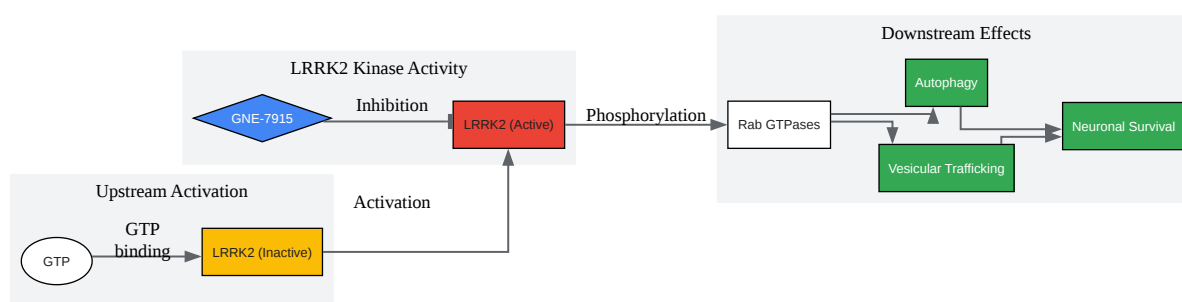 Downstream Effects
LRRK2 Kinase Activity
Autophagy
GNE-7915
Inhibition
LRRK2 (Active)
Phosphorylation
Rab GTPases
Neuronal Survival
Vesicular Trafficking
Upstream Activation
Activation
GTP
binding
LRRK2 (Inactive)
GTP